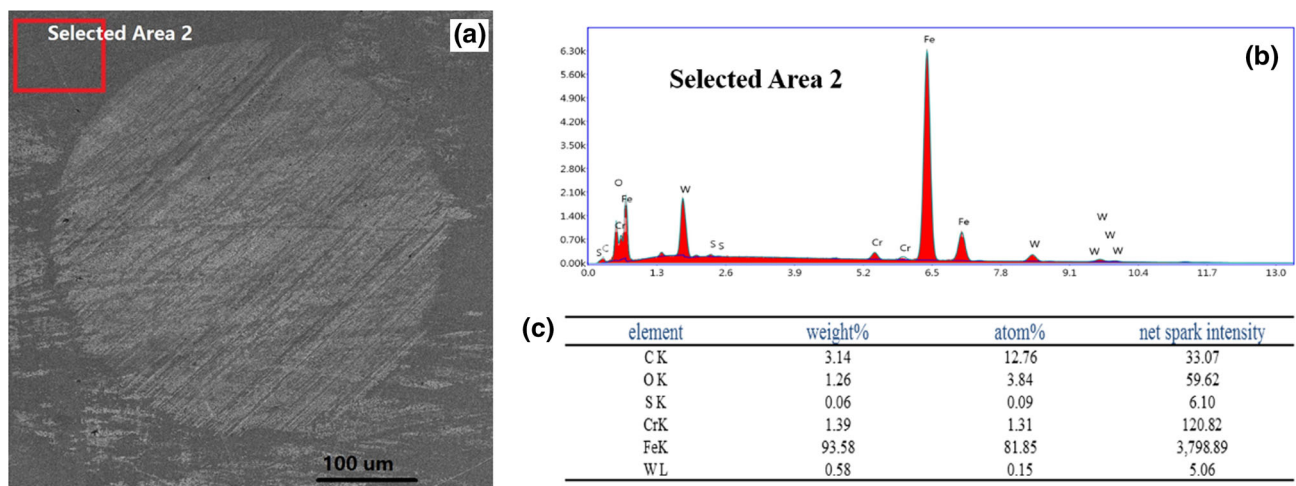 Selected Area 2
(a)
100 um
(b)
Selected Area 2
6.30k
5.60k
4.90k
4.20k
3.50k
2.80k
2.10k
1.40k
0.70k
0.00k
0.0 1.3 2.6 3.9 5.2 6.5 7.8 9.1 10.4 11.7 13.0
S C O Cr Fe W S S Cr Cr Fe Fe W W W W W
(c)
element weight% atom% net spark intensity
C K 3.14 12.76 33.07
O K 1.26 3.84 59.62
S K 0.06 0.09 6.10
CrK 1.39 1.31 120.82
FeK 93.58 81.85 3,798.89
W L 0.58 0.15 5.06